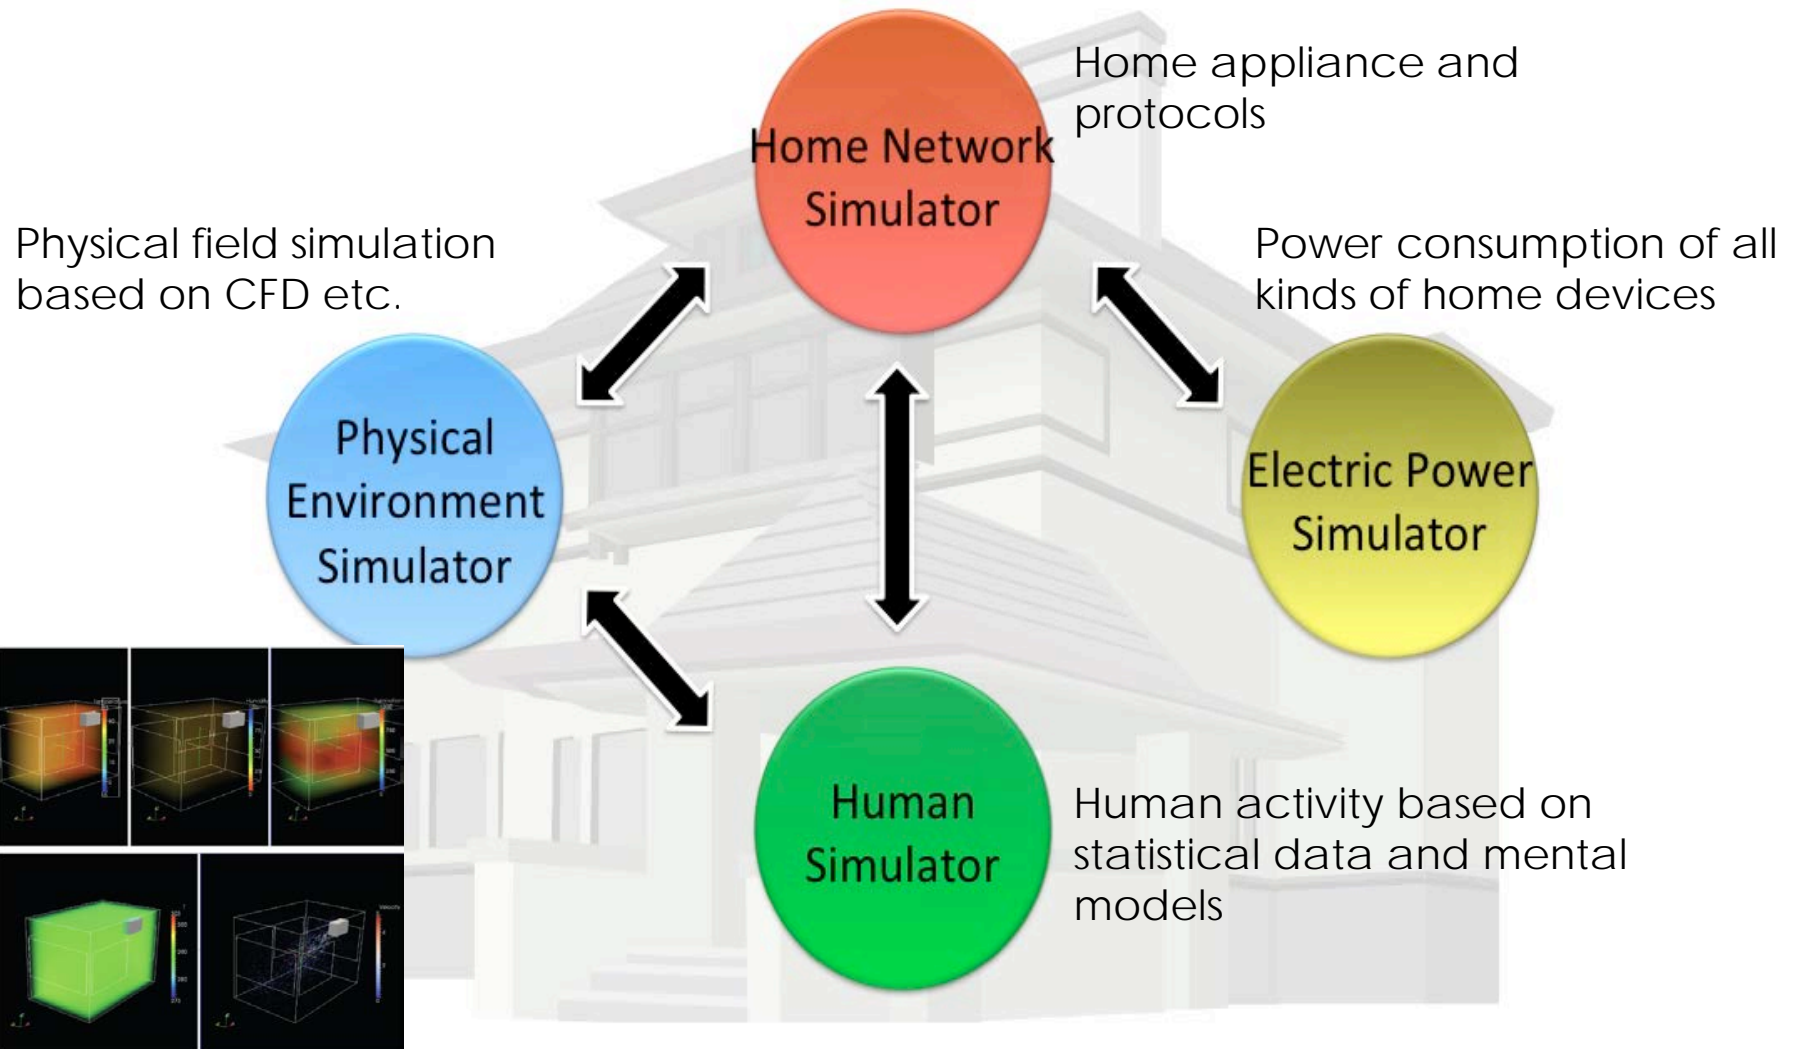 Home appliance and
protocols
Home Network
Simulator
Physical field simulation
based on CFD etc.
Power consumption of all
kinds of home devices
Physical
Environment
Simulator
Electric Power
Simulator
Human
Simulator
Human activity based on
statistical data and mental
models